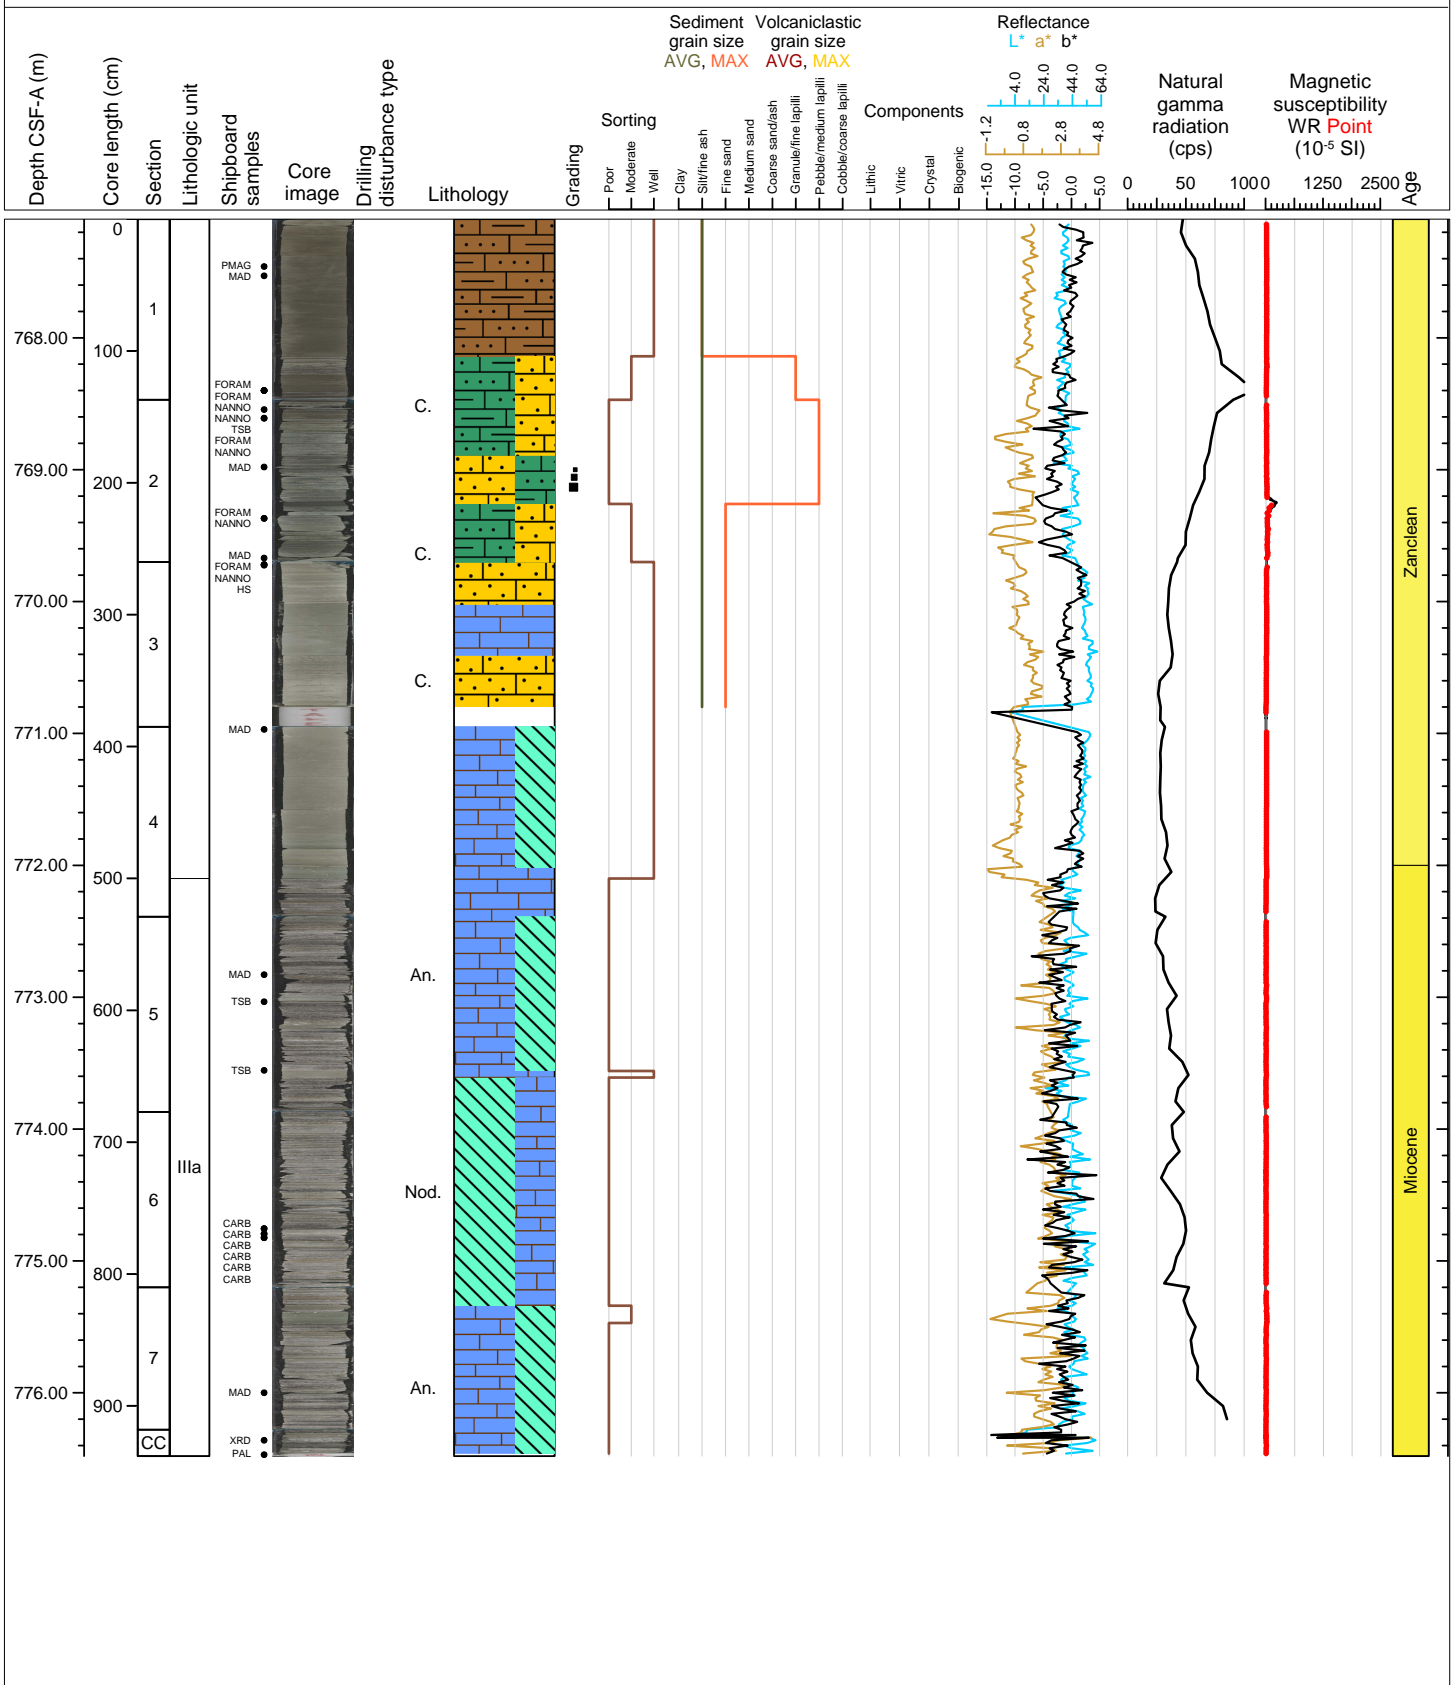 Depth CSF-A (m)
Core length (cm)
Section
Lithologic unit
Shipboard
samples
Core
image
Drilling
disturbance type
Lithology
Grading
Sorting
Poor
Moderate
Well
Sediment
grain size
AVG, MAX
Volcaniclastic
grain size
AVG, MAX
Clay
Silt/fine ash
Fine sand
Medium sand
Coarse sand/ash
Granule/fine lapilli
Pebble/medium lapilli
Cobble/coarse lapilli
Components
Lithic
Vitric
Crystal
Biogenic
Reflectance
L* a* b*
4.0 24.0 44.0 64.0
-1.2 0.8 2.8 4.8
-15.0 -10.0 -5.0 0.0 5.0
Natural
gamma
radiation
(cps)
0 50 100
Magnetic
susceptibility
WR Point
(10-5 SI)
0 1250 2500
Age
768.00
769.00
770.00
771.00
772.00
773.00
774.00
775.00
776.00
0
100
200
300
400
500
600
700
800
900
1
2
3
4
5
6
7
CC
IIIa
PMAG
MAD
FORAM
FORAM
NANNO
NANNO
TSB
FORAM
NANNO
MAD
FORAM
NANNO
MAD
FORAM
NANNO
HS
MAD
MAD
TSB
TSB
CARB
CARB
CARB
CARB
CARB
CARB
MAD
XRD
PAL
C.
C.
C.
An.
Nod.
An.
Zanclean
Miocene